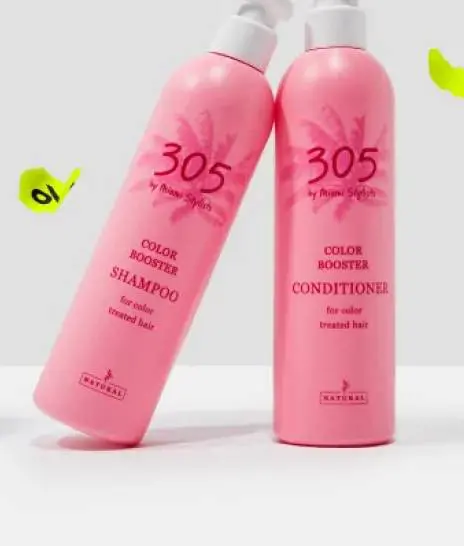 305
by Miami Stylists
COLOR
BOOSTER
SHAMPOO
for color
treated hair
NATURAL
305
by Miami Stylists
COLOR
BOOSTER
CONDITIONER
for color
treated hair
NATURAL